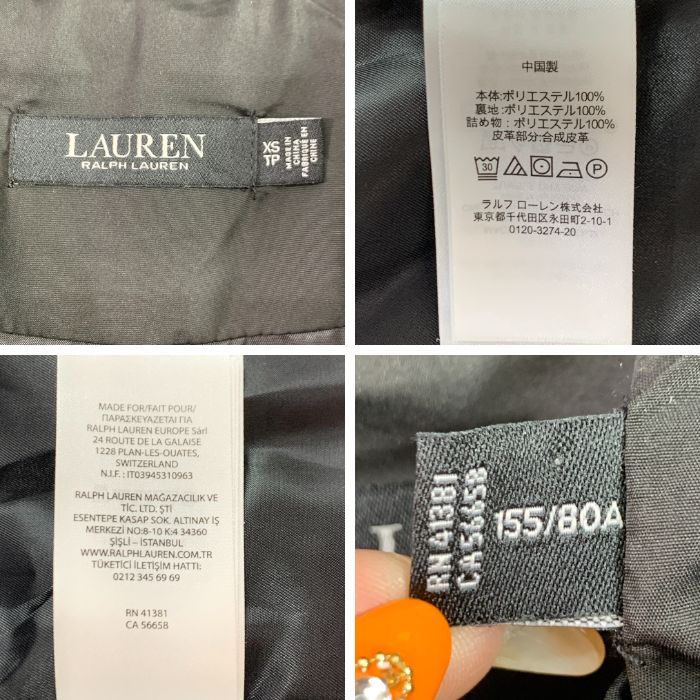 LAUREN
RALPH LAUREN
XS
TP
MADE IN
CHINA
FABRIQUE EN
CHINE
中国製
本体:ポリエステル100%
裏地:ポリエステル100%
詰め物:ポリエステル100%
皮革部分:合成皮革
30
P
ラルフ ローレン株式会社
東京都千代田区永田町2-10-1
0120-3274-20
MADE FOR/FAIT POUR/
ΠΑΡΑΣΚΕΥΑΖΕΤΑΙ ΓΙΑ
RALPH LAUREN EUROPE Sàrl
24 ROUTE DE LA GALAISE
1228 PLAN-LES-OUATES,
SWITZERLAND
N.I.F. : IT03945310963
RALPH LAUREN MAĞAZACILIK VE
TİC. LTD. ŞTİ
ESENTEPE KASAP SOK. ALTINAY İŞ
MERKEZİ NO:8-10 K:4 34360
ŞİŞLİ – İSTANBUL
WWW.RALPHLAUREN.COM.TR
TÜKETİCİ İLETİŞİM HATTI:
0212 345 69 69
RN 41381
CA 56658
RN 41381
CA 56658
155/80A